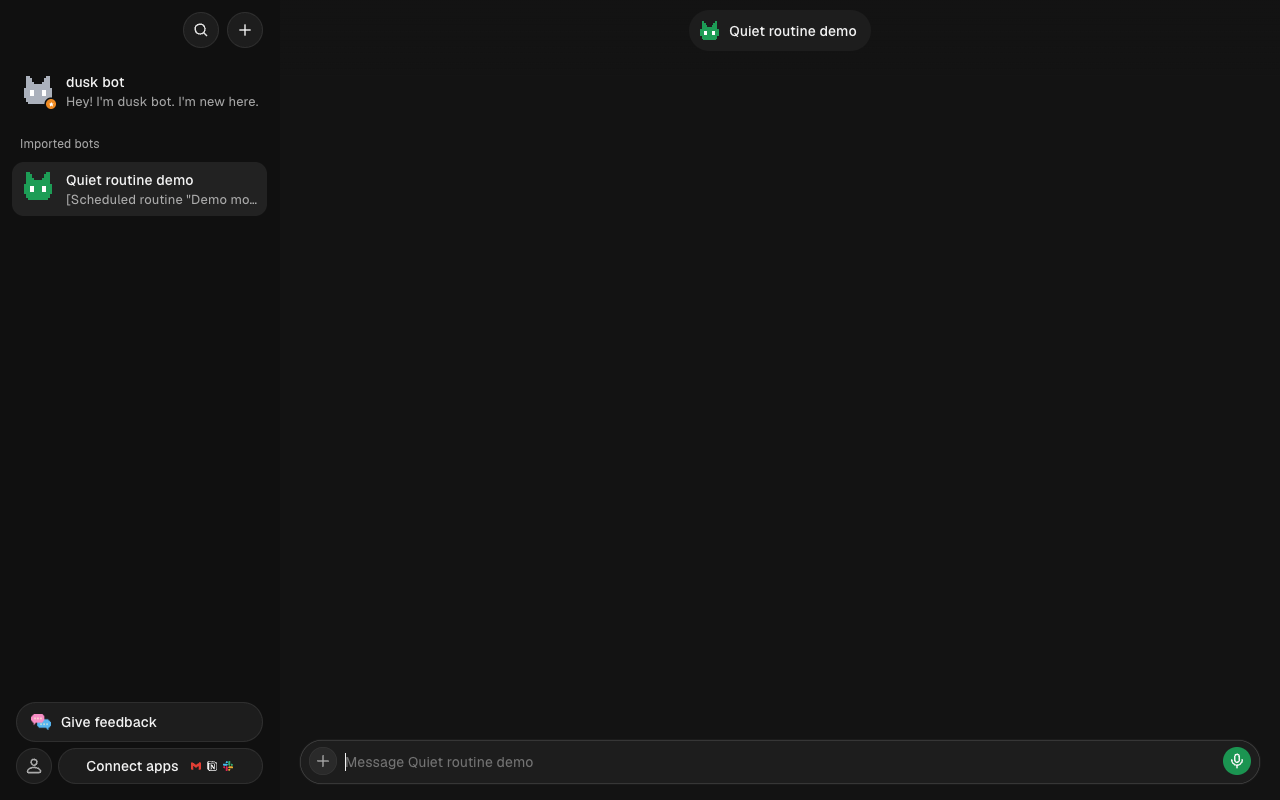 Quiet routine demo
dusk bot
Hey! I'm dusk bot. I'm new here.
Imported bots
Quiet routine demo
[Scheduled routine "Demo mo…
Give feedback
Connect apps
Message Quiet routine demo